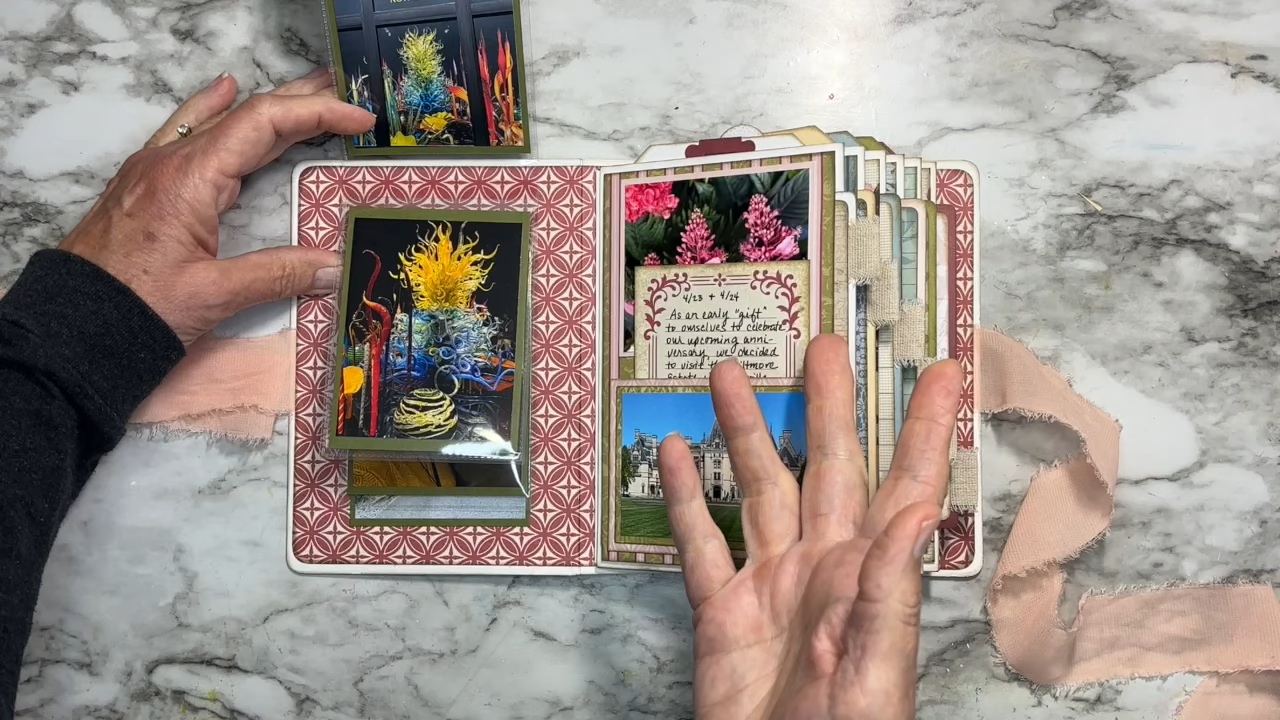 4/23 + 4/24
As an early "gift"
to ourselves to celebrate
our upcoming anni-
versary, we decided
to visit